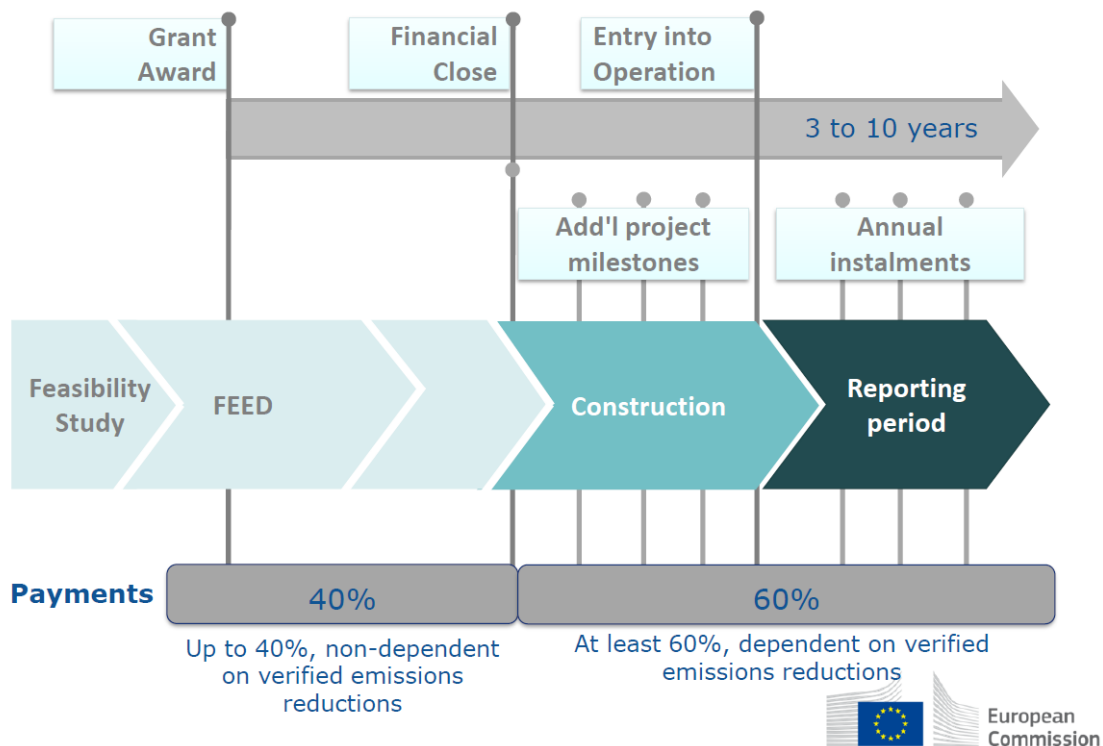 Grant
Award
Financial
Close
Entry into
Operation
3 to 10 years
Add'l project
milestones
Annual
instalments
Feasibility
Study
FEED
Construction
Reporting
period
Payments
40%
60%
Up to 40%, non-dependent
on verified emissions
reductions
At least 60%, dependent on verified
emissions reductions
European
Commission